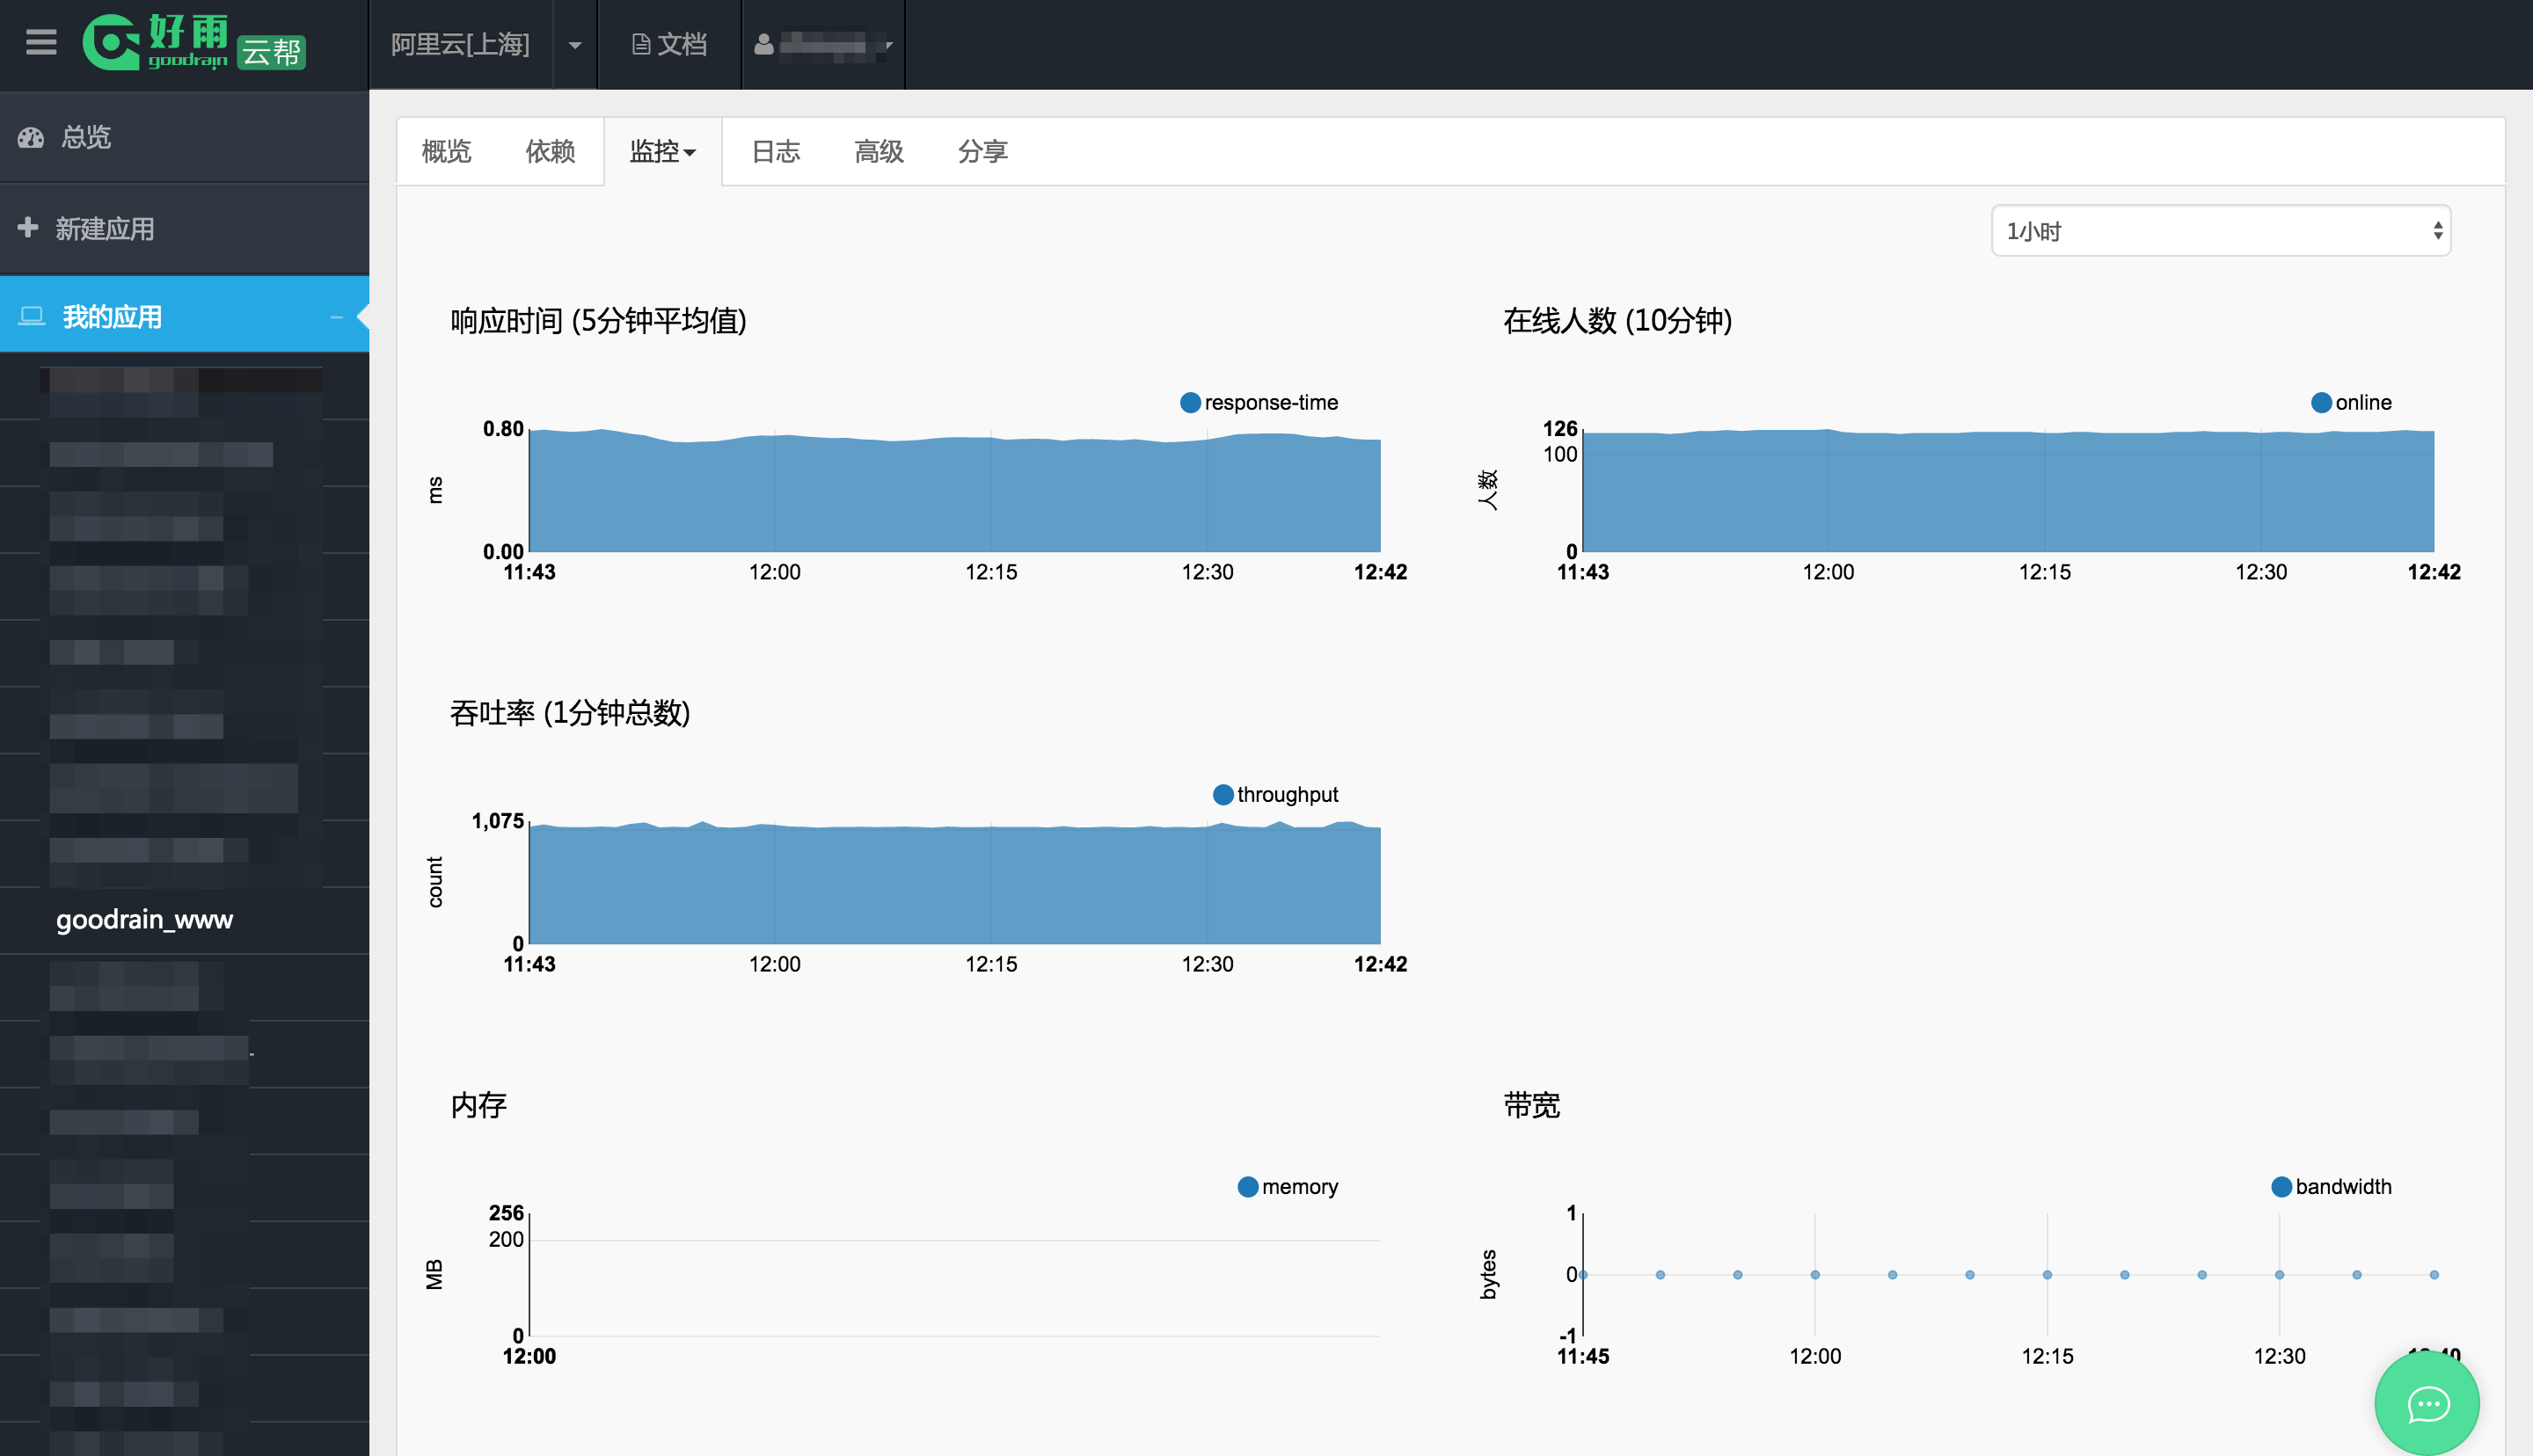 好雨
goodrain
云帮
阿里云[上海]
文档
总览
新建应用
我的应用
goodrain_www
概览
依赖
监控
日志
高级
分享
1小时
响应时间 (5分钟平均值)
response-time
0.80
ms
0.00
11:43
12:00
12:15
12:30
12:42
在线人数 (10分钟)
online
126
100
人数
0
11:43
12:00
12:15
12:30
12:42
吞吐率 (1分钟总数)
throughput
1,075
count
0
11:43
12:00
12:15
12:30
12:42
内存
memory
256
200
MB
0
12:00
带宽
bandwidth
1
0
bytes
-1
11:45
12:00
12:15
12:30